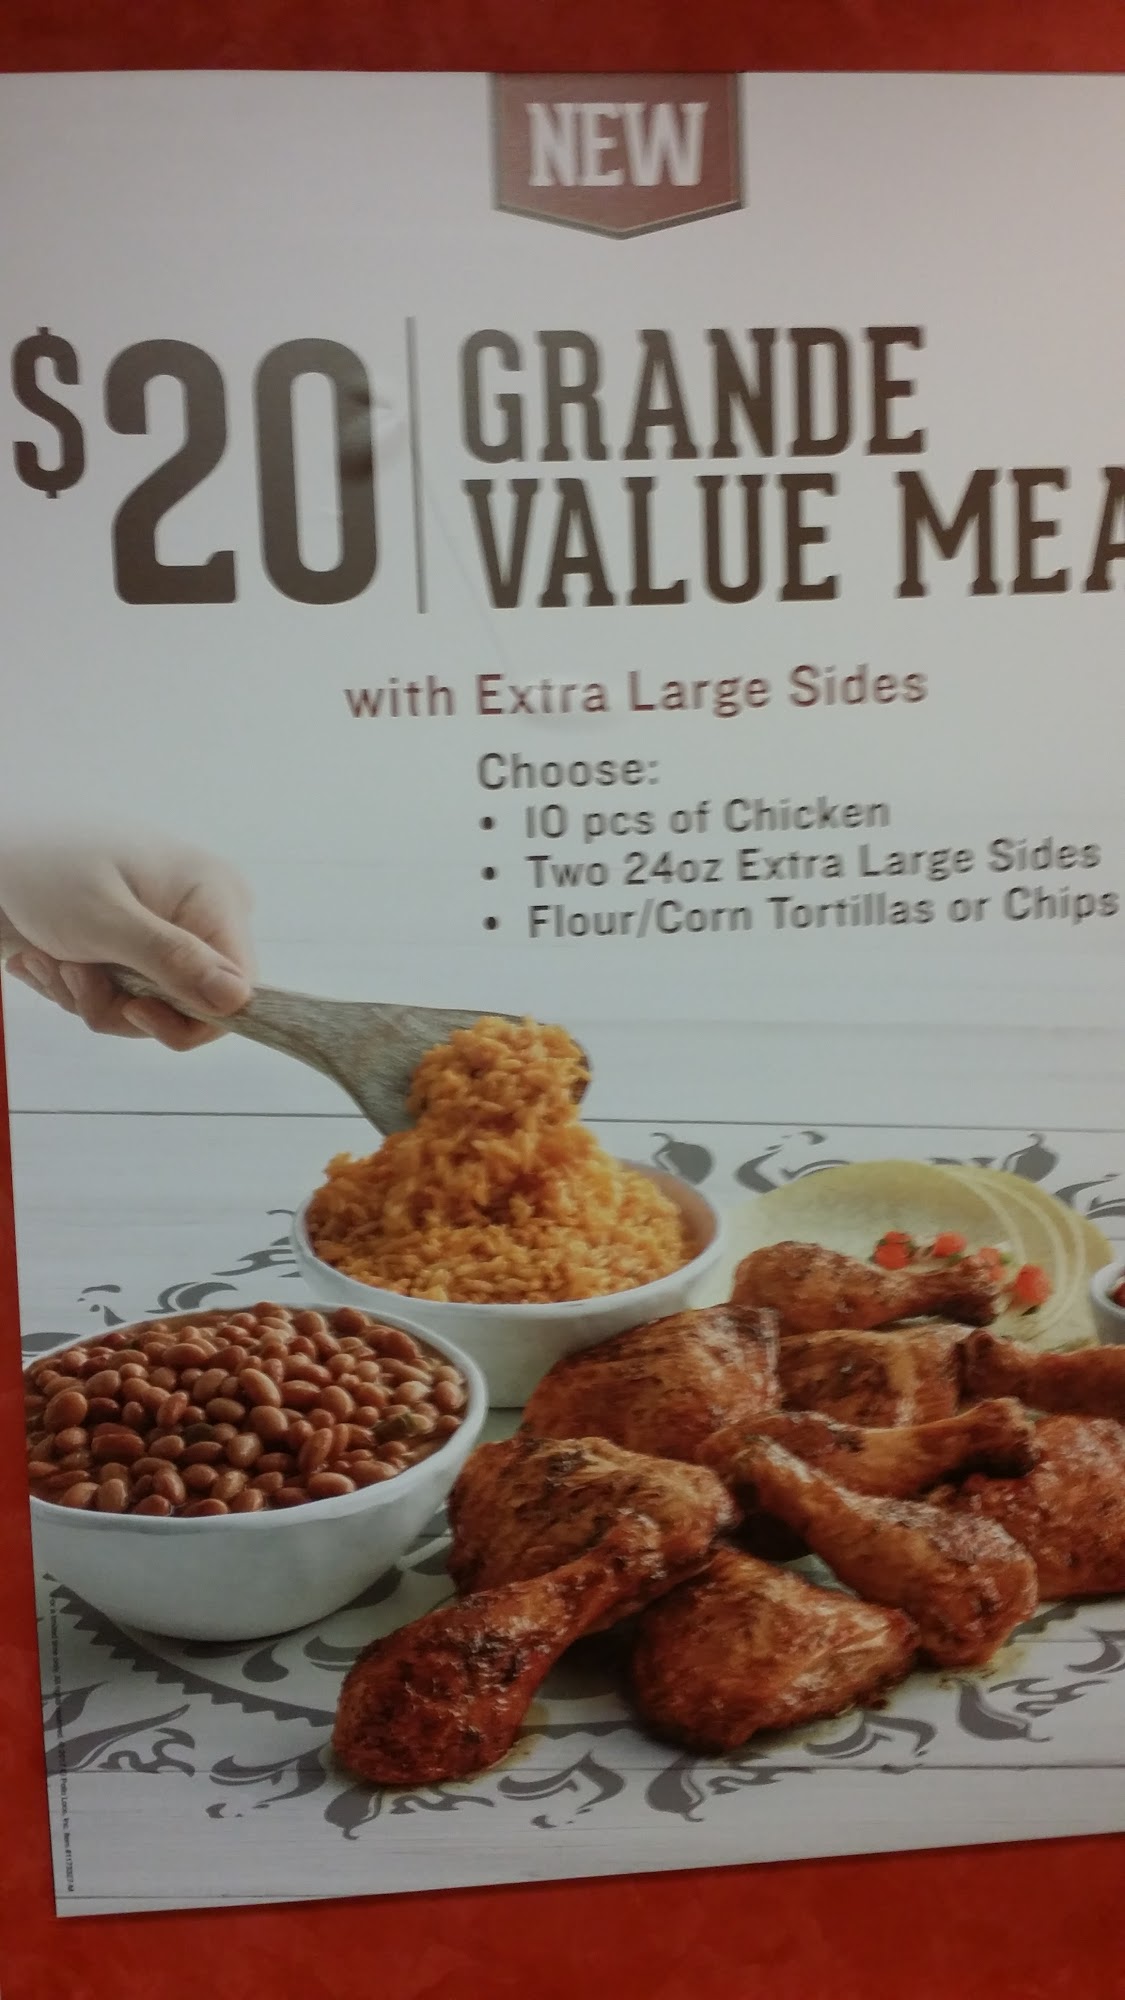 NEW
$20
GRANDE
VALUE MEA
with Extra Large Sides
Choose:
• 10 pcs of Chicken
• Two 24oz Extra Large Sides
• Flour/Corn Tortillas or Chips